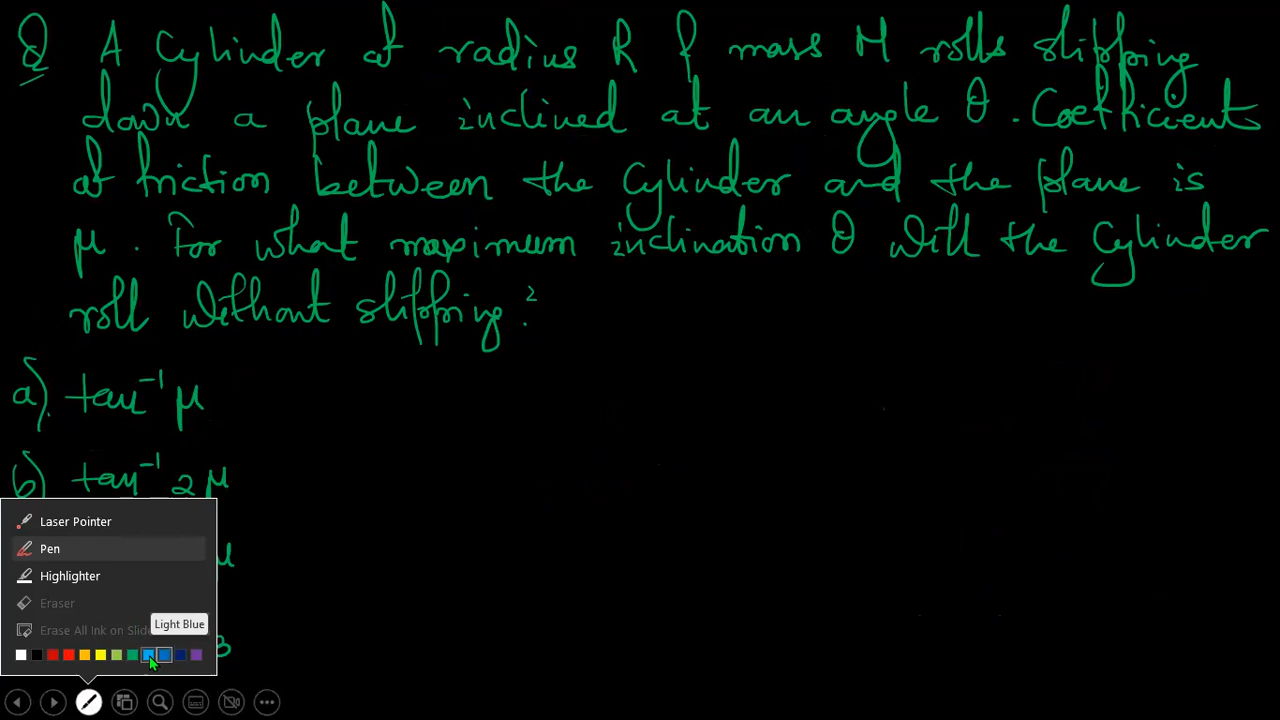 Q A Cylinder of radius R & mass M rolls slipping
down a plane inclined at an angle θ. Coefficient
of friction between the Cylinder and the plane is
μ. For what maximum inclination θ will the Cylinder
roll without slipping?
a) tan⁻¹ μ
b) tan⁻¹ 2μ
Laser Pointer
Pen
μ
Highlighter
Eraser
Light Blue
Erase All Ink on Slid
3